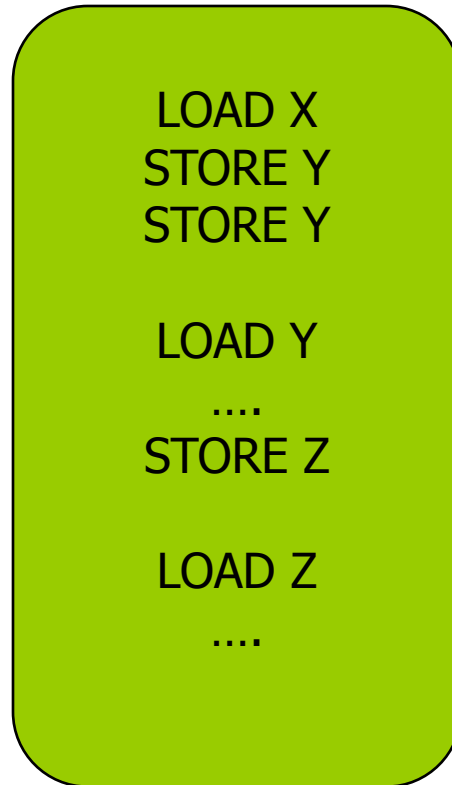 LOAD X
STORE Y
STORE Y
LOAD Y
....
STORE Z
LOAD Z
....